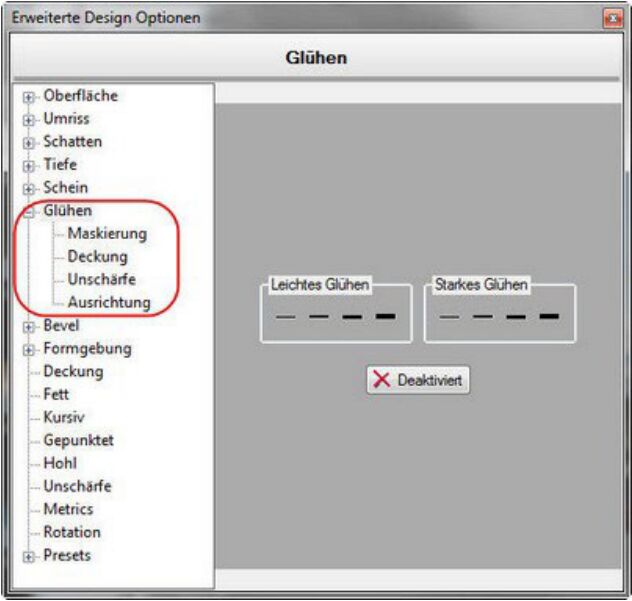 Erweiterte Design Optionen
Glühen
Oberfläche
Umriss
Schatten
Tiefe
Schein
Glühen
Maskierung
Deckung
Unschärfe
Ausrichtung
Bevel
Formgebung
Deckung
Fett
Kursiv
Gepunktet
Hohl
Unschärfe
Metrics
Rotation
Presets
Leichtes Glühen
Starkes Glühen
Deaktiviert